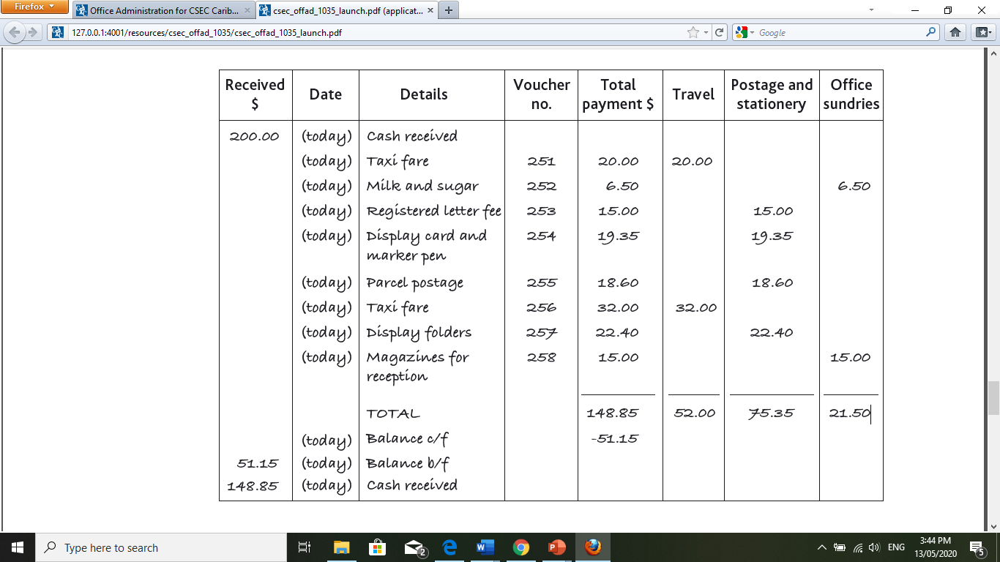 Firefox
Office Administration for CSEC Carib...
csec_offad_1035_launch.pdf (applicat...
127.0.0.1:4001/resources/csec_offad_1035/csec_offad_1035_launch.pdf
Google
Received $ Date Details Voucher no. Total payment $ Travel Postage and stationery Office sundries
200.00 (today) Cash received
(today) Taxi fare 251 20.00 20.00
(today) Milk and sugar 252 6.50 6.50
(today) Registered letter fee 253 15.00 15.00
(today) Display card and 254 19.35 19.35
marker pen
(today) Parcel postage 255 18.60 18.60
(today) Taxi fare 256 32.00 32.00
(today) Display folders 257 22.40 22.40
(today) Magazines for 258 15.00 15.00
reception
TOTAL 148.85 52.00 75.35 21.50
(today) Balance c/f -51.15
51.15 (today) Balance b/f
148.85 (today) Cash received
Type here to search
2
ENG
3:44 PM
13/05/2020
5